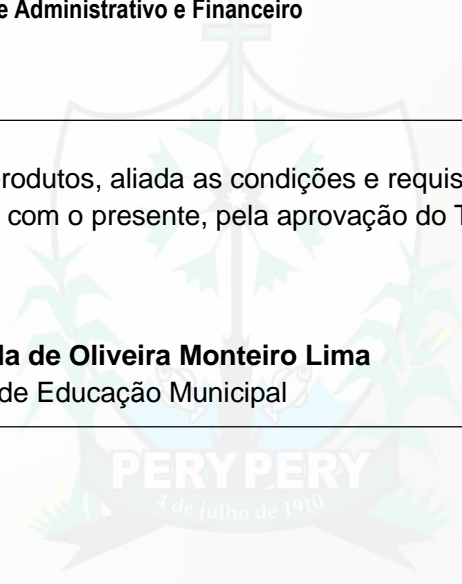 e Administrativo e Financeiro
rodutos, aliada as condições e requis
com o presente, pela aprovação do T
da de Oliveira Monteiro Lima
de Educação Municipal
PERY PERY
4 de julho de 1910